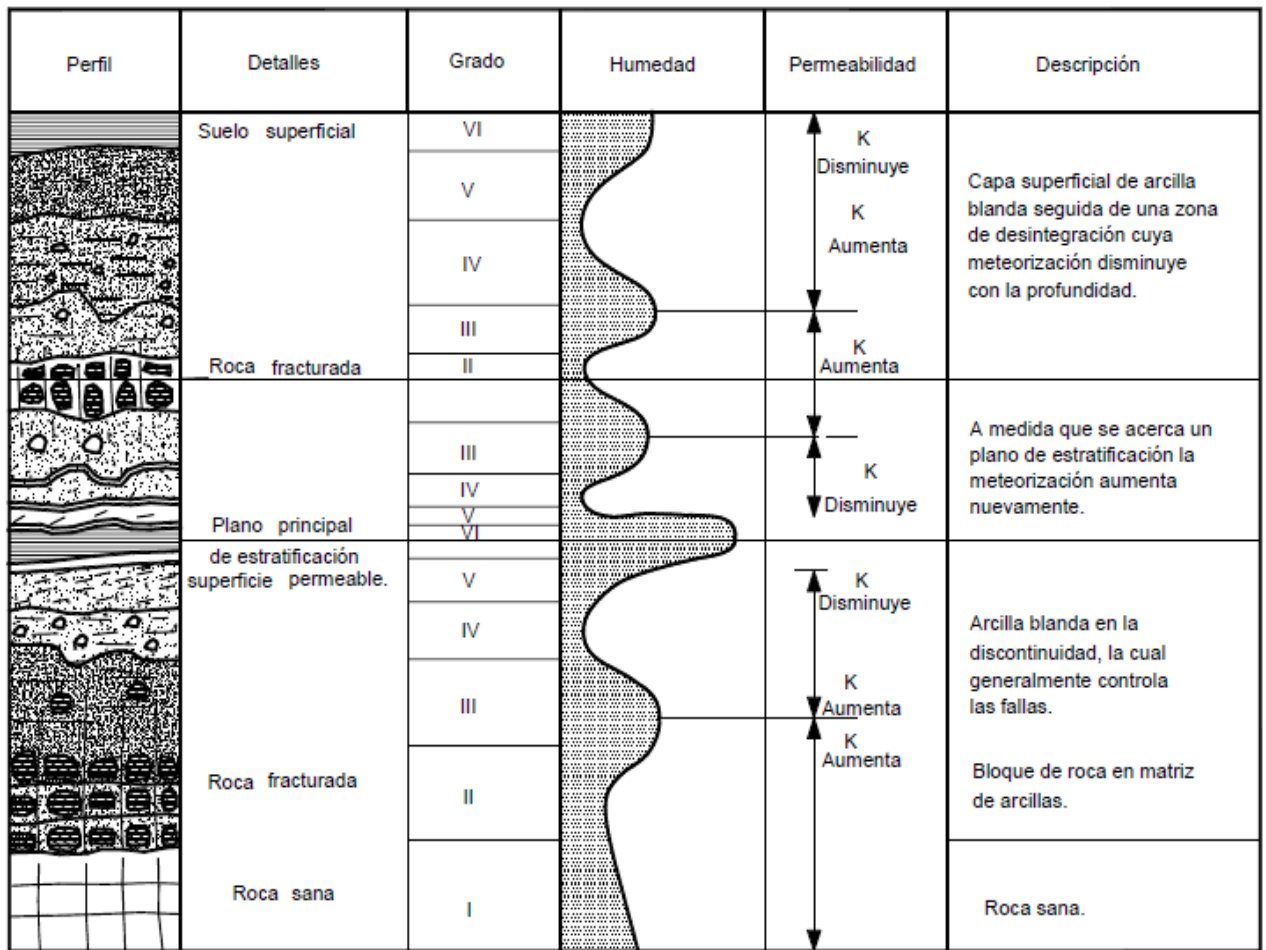 Perfil
Detalles
Grado
Humedad
Permeabilidad
Descripción
Suelo superficial
VI
K
Disminuye
V
K
Aumenta
IV
Capa superficial de arcilla
blanda seguida de una zona
de desintegración cuya
meteorización disminuye
con la profundidad.
III
Roca fracturada
II
K
Aumenta
III
IV
V
VI
K
Disminuye
A medida que se acerca un
plano de estratificación la
meteorización aumenta
nuevamente.
Plano principal
de estratificación
superficie permeable.
V
K
Disminuye
IV
III
K
Aumenta
K
Aumenta
Arcilla blanda en la
discontinuidad, la cual
generalmente controla
las fallas.
Roca fracturada
II
Bloque de roca en matriz
de arcillas.
Roca sana
I
Roca sana.